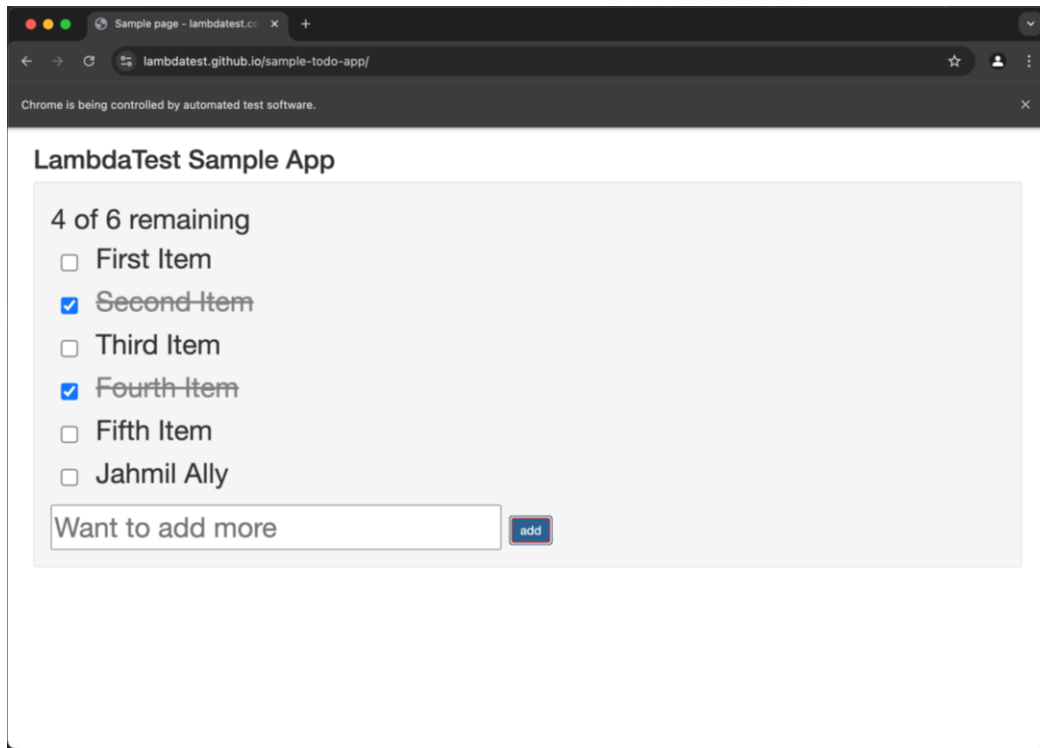 Sample page - lambdatest.co
lambdatest.github.io/sample-todo-app/
Chrome is being controlled by automated test software.
LambdaTest Sample App
4 of 6 remaining
First Item
Second Item
Third Item
Fourth Item
Fifth Item
Jahmil Ally
Want to add more
add